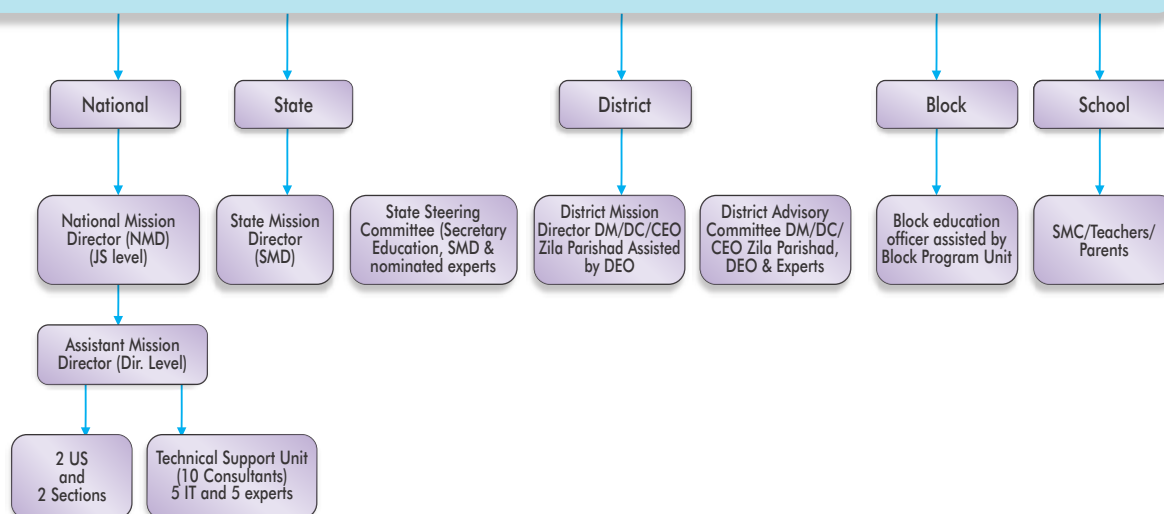 National
State
District
Block
School
National Mission
Director (NMD)
(JS level)
State Mission
Director
(SMD)
State Steering
Committee (Secretary
Education, SMD &
nominated experts
District Mission
Director DM/DC/CEO
Zila Parishad Assisted
by DEO
District Advisory
Committee DM/DC/
CEO Zila Parishad,
DEO & Experts
Block education
officer assisted by
Block Program Unit
SMC/Teachers/
Parents
Assistant Mission
Director (Dir. Level)
2 US
and
2 Sections
Technical Support Unit
(10 Consultants)
5 IT and 5 experts